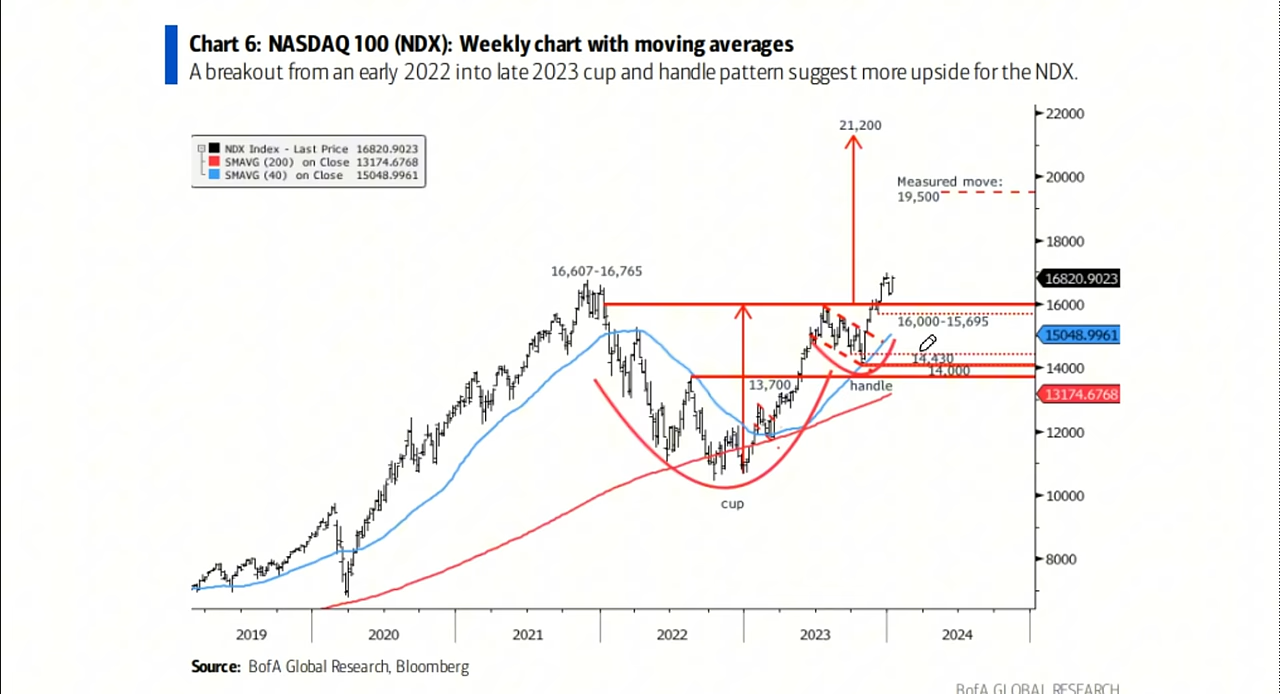 Chart 6: NASDAQ 100 (NDX): Weekly chart with moving averages
A breakout from an early 2022 into late 2023 cup and handle pattern suggest more upside for the NDX.
22000
21,200
NDX Index - Last Price 16820.9023
SMAVG (200) on Close 13174.6768
SMAVG (40) on Close 15048.9961
Measured move:
19,500
20000
18000
16,607-16,765
16820.9023
16000
16,000-15,695
15048.9961
14,430
14,000
14000
13,700
handle
13174.6768
12000
10000
cup
8000
2019 2020 2021 2022 2023 2024
Source: BofA Global Research, Bloomberg
BofA GLOBAL RESEARCH